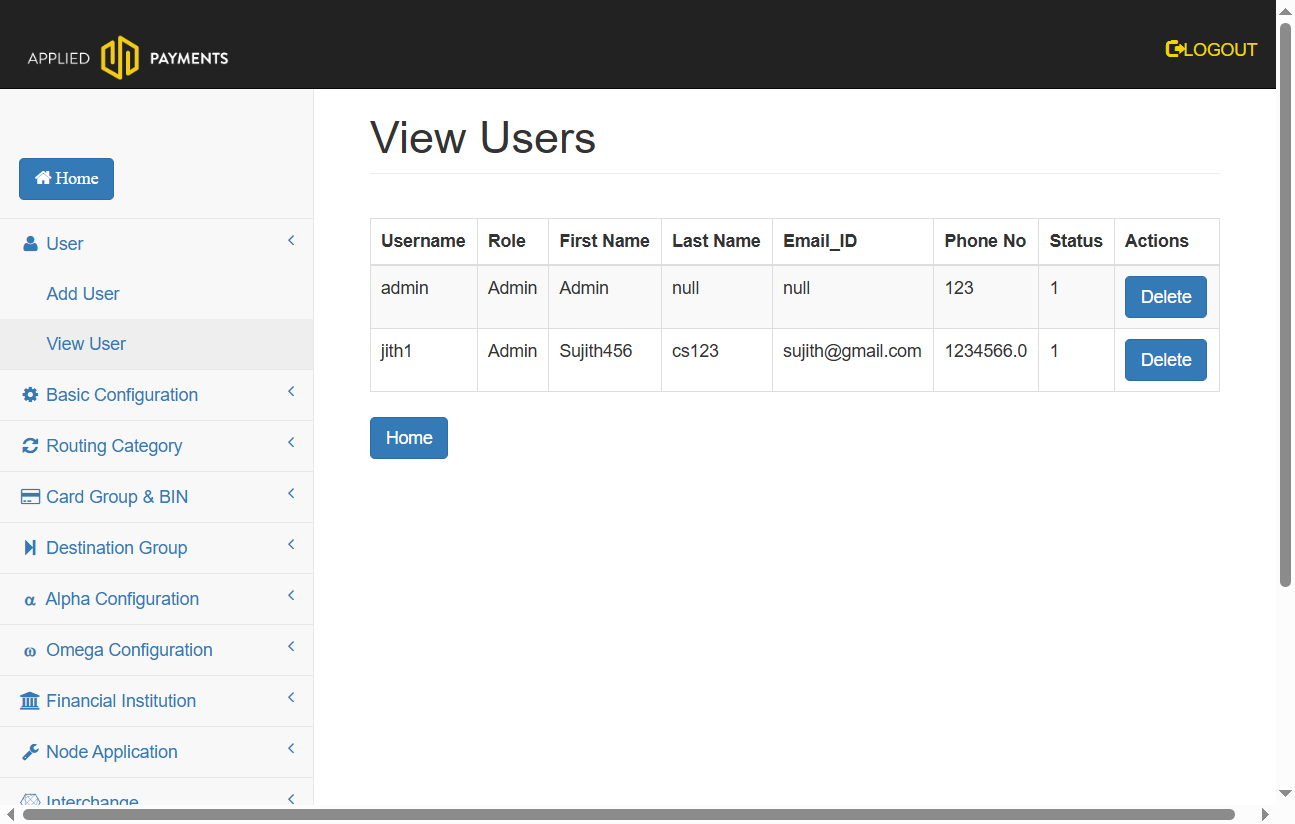 APPLIED PAYMENTS
LOGOUT
Home
User
Add User
View User
Basic Configuration
Routing Category
Card Group & BIN
Destination Group
α Alpha Configuration
ω Omega Configuration
Financial Institution
Node Application
Interchange
View Users
Username Role First Name Last Name Email_ID Phone No Status Actions
admin Admin Admin null null 123 1 Delete
jith1 Admin Sujith456 cs123 sujith@gmail.com 1234566.0 1 Delete
Home